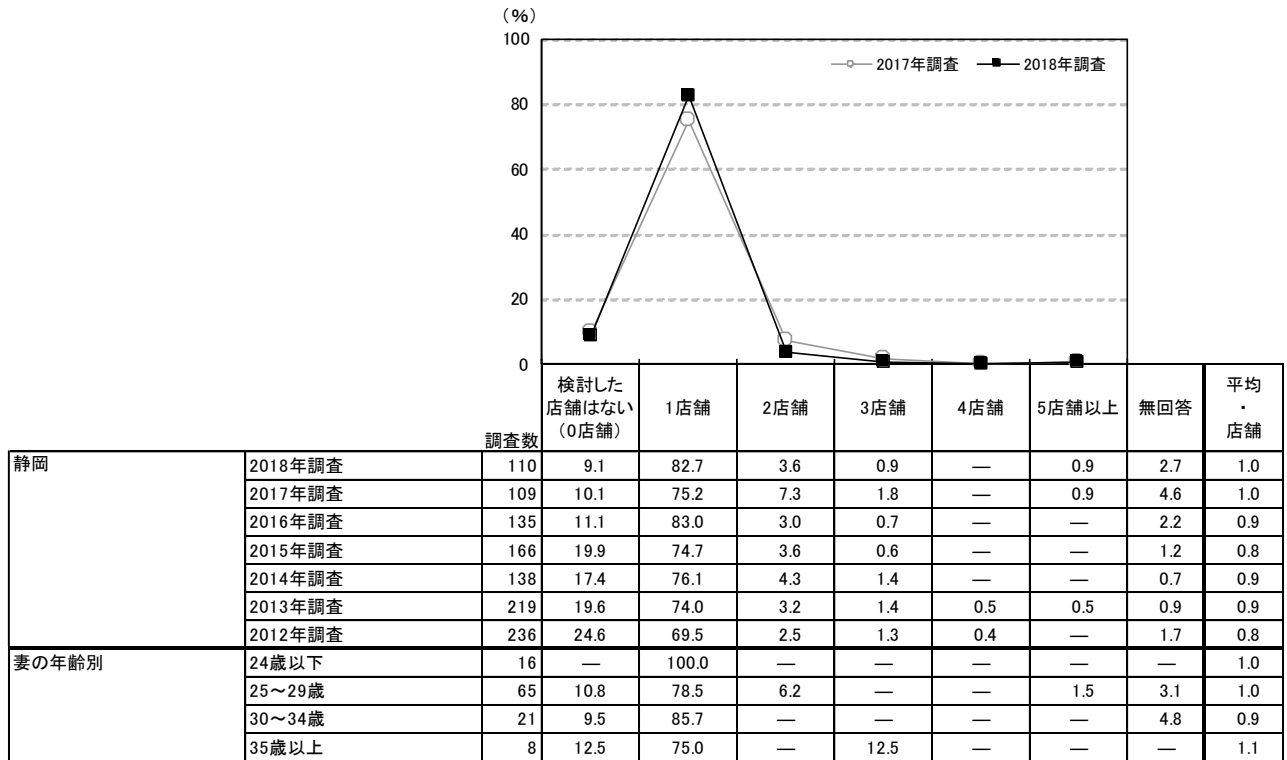 （％）
100
80
60
40
20
0
2017年調査 2018年調査
調査数 検討した店舗はない（0店舗） 1店舗 2店舗 3店舗 4店舗 5店舗以上 無回答 平均・店舗
静岡 2018年調査 110 9.1 82.7 3.6 0.9 ― 0.9 2.7 1.0
2017年調査 109 10.1 75.2 7.3 1.8 ― 0.9 4.6 1.0
2016年調査 135 11.1 83.0 3.0 0.7 ― ― 2.2 0.9
2015年調査 166 19.9 74.7 3.6 0.6 ― ― 1.2 0.8
2014年調査 138 17.4 76.1 4.3 1.4 ― ― 0.7 0.9
2013年調査 219 19.6 74.0 3.2 1.4 0.5 0.5 0.9 0.9
2012年調査 236 24.6 69.5 2.5 1.3 0.4 ― 1.7 0.8
妻の年齢別 24歳以下 16 ― 100.0 ― ― ― ― ― 1.0
25～29歳 65 10.8 78.5 6.2 ― ― 1.5 3.1 1.0
30～34歳 21 9.5 85.7 ― ― ― ― 4.8 0.9
35歳以上 8 12.5 75.0 ― 12.5 ― ― ― 1.1